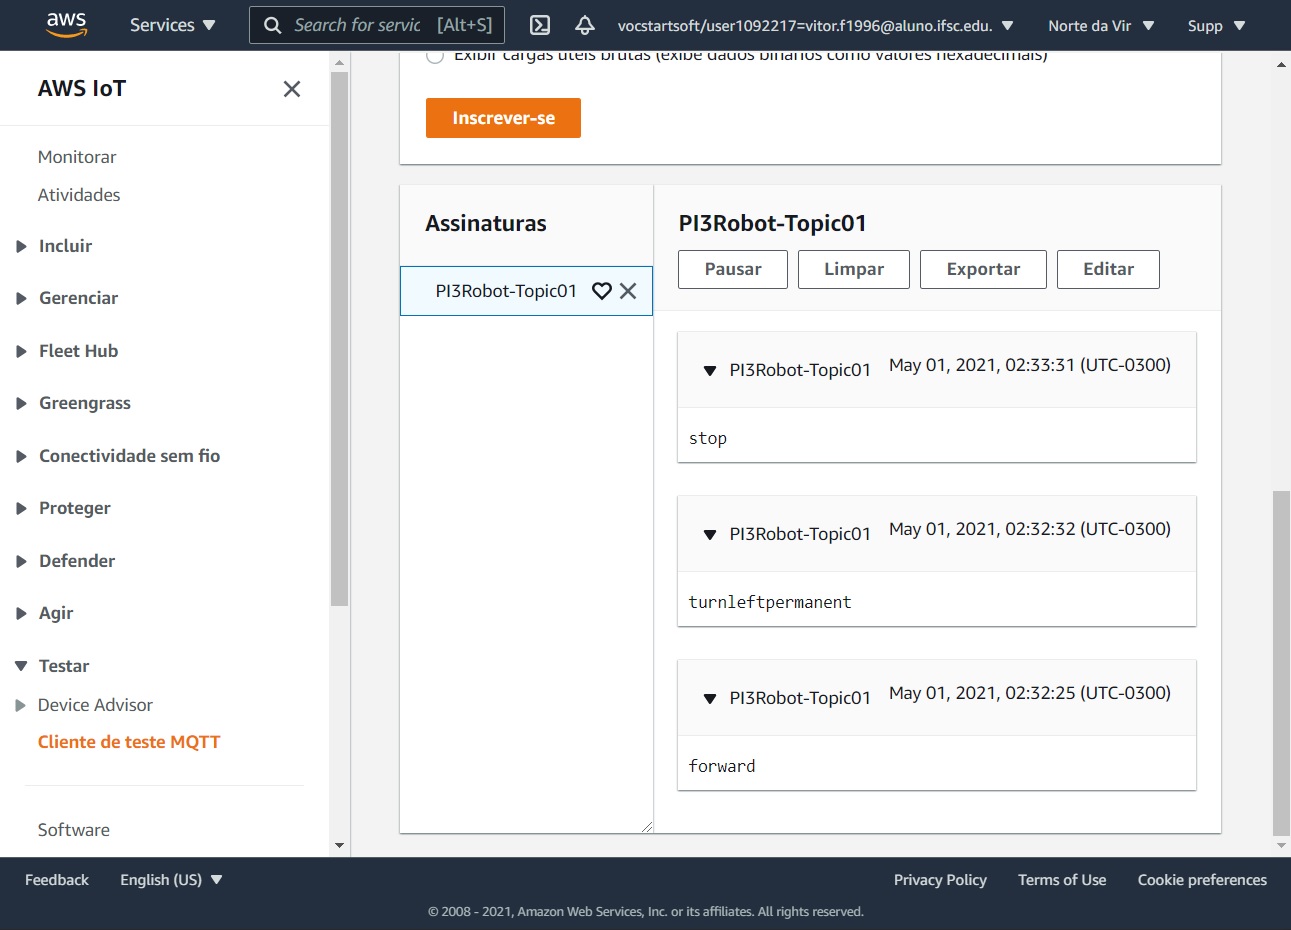 aws
Services
Search for servic [Alt+S]
vocstartsoft/user1092217=vitor.f1996@aluno.ifsc.edu.
Norte da Vir
Supp
AWS IoT
Monitorar
Atividades
Incluir
Gerenciar
Fleet Hub
Greengrass
Conectividade sem fio
Proteger
Defender
Agir
Testar
Device Advisor
Cliente de teste MQTT
Software
Exibir cargas úteis brutas (exibe dados binários como valores hexadecimais)
Inscrever-se
Assinaturas
PI3Robot-Topic01
PI3Robot-Topic01
Pausar Limpar Exportar Editar
PI3Robot-Topic01 May 01, 2021, 02:33:31 (UTC-0300)
stop
PI3Robot-Topic01 May 01, 2021, 02:32:32 (UTC-0300)
turnleftpermanent
PI3Robot-Topic01 May 01, 2021, 02:32:25 (UTC-0300)
forward
Feedback English (US) Privacy Policy Terms of Use Cookie preferences
© 2008 - 2021, Amazon Web Services, Inc. or its affiliates. All rights reserved.